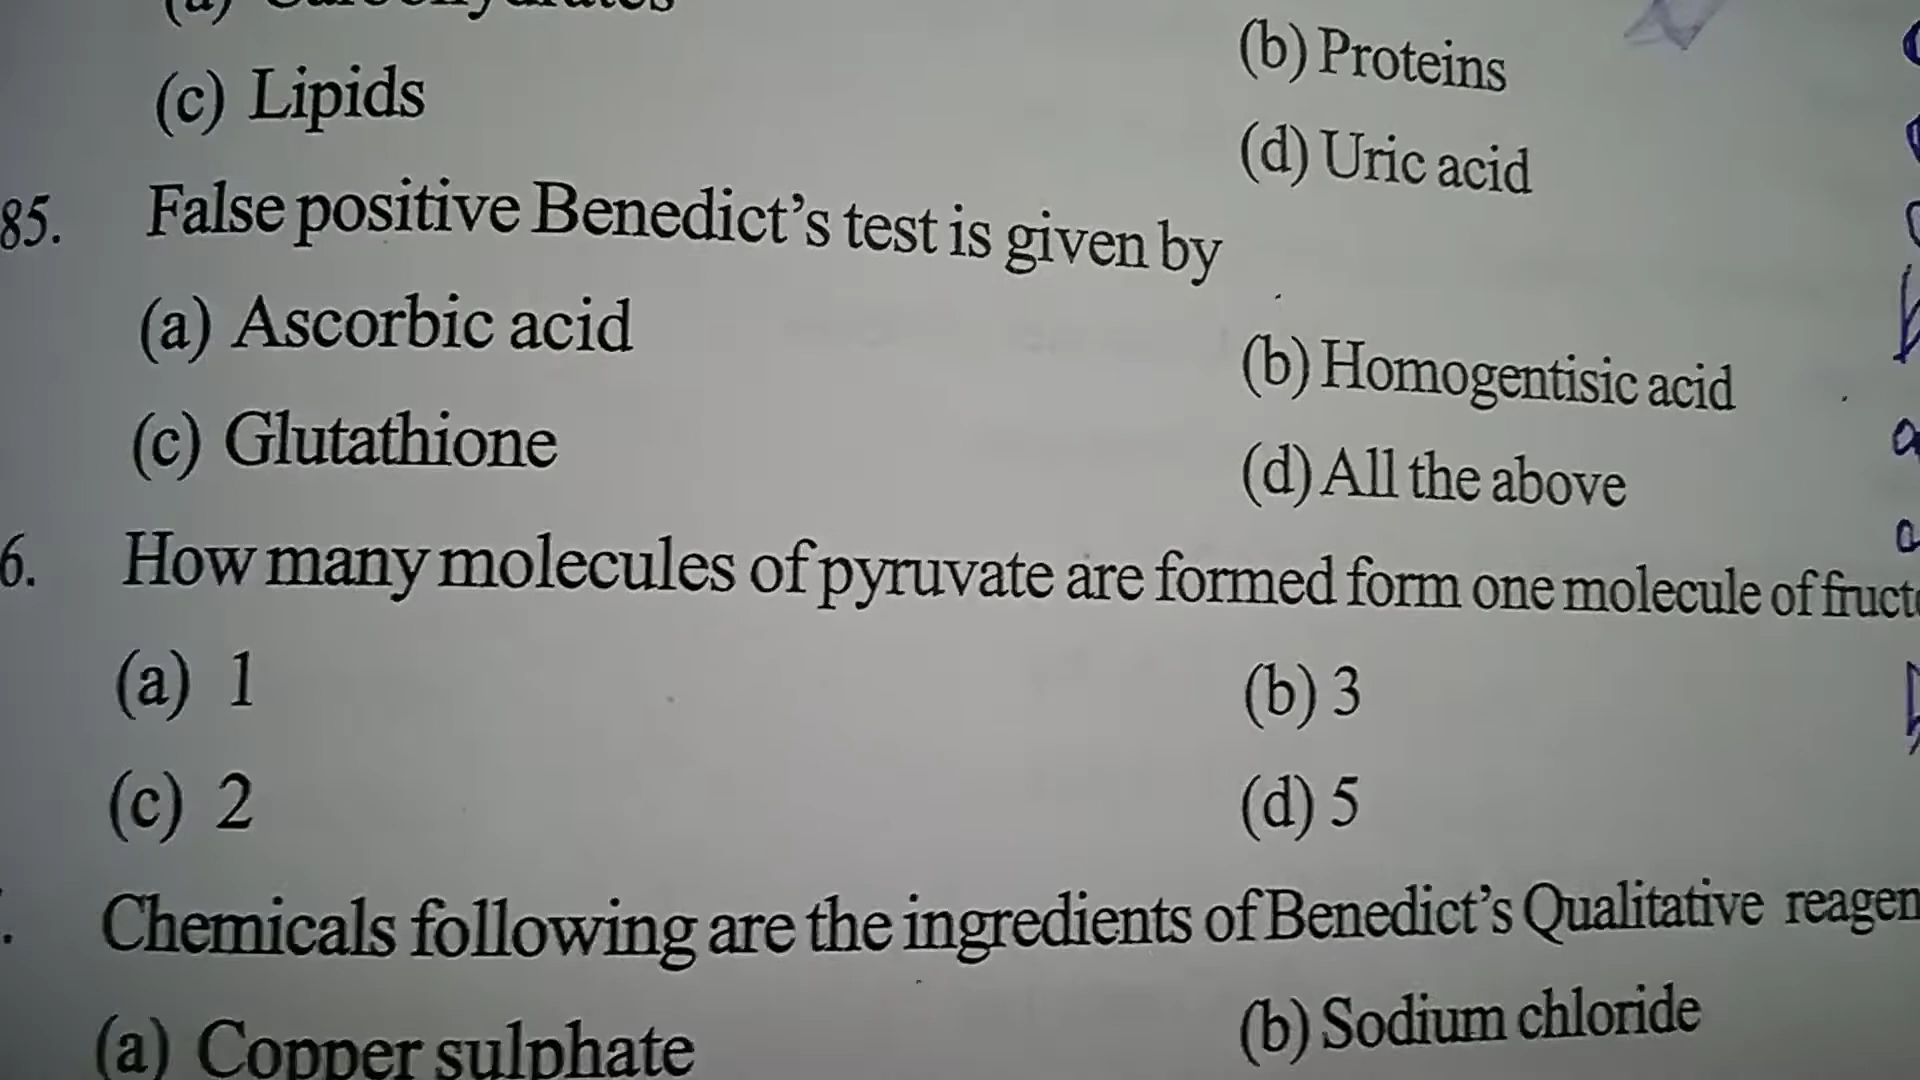 (b) Proteins
(c) Lipids
(d) Uric acid
85. False positive Benedict's test is given by
(a) Ascorbic acid
(b) Homogentisic acid
(c) Glutathione
(d) All the above
6. How many molecules of pyruvate are formed form one molecule of
(a) 1
(b) 3
(c) 2
(d) 5
Chemicals following are the ingredients of Benedict's Qualitative
(a) Copper sulphate
(b) Sodium chloride